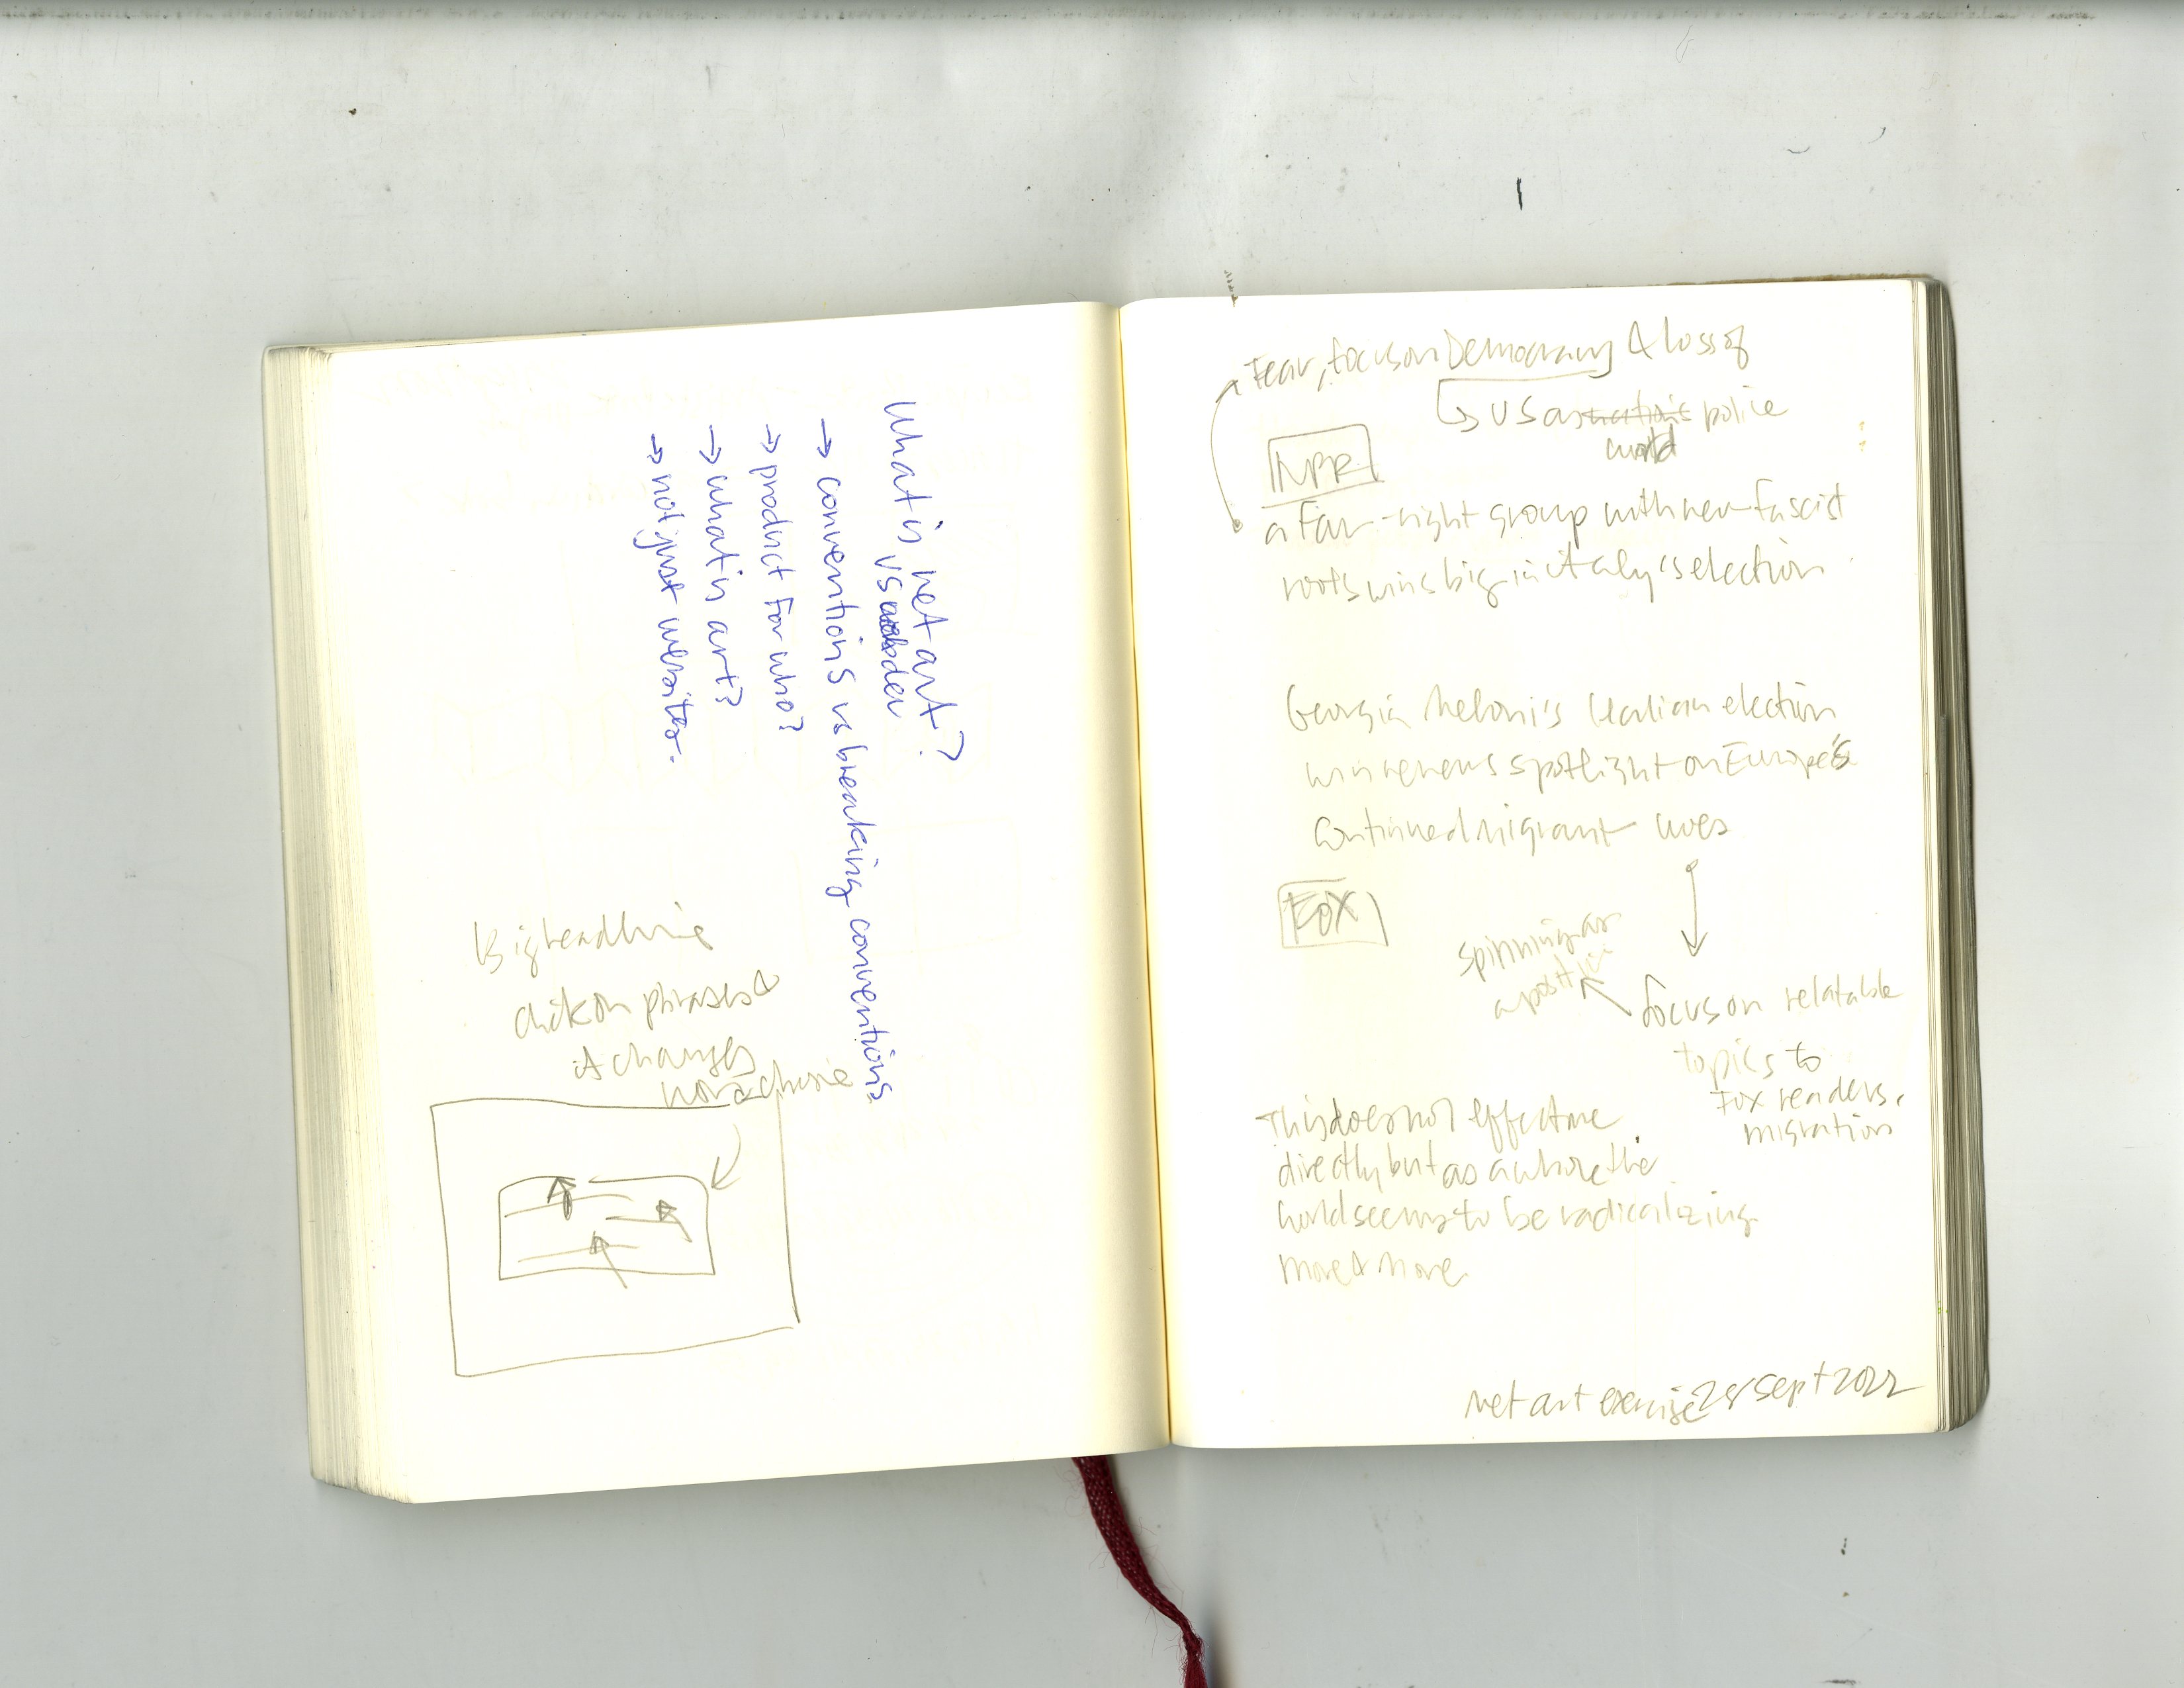 What is net art?
vs webdev
→ conventions vs breaking conventions
→ product for who?
→ what is art?
→ not just websites.
Big headline
click on phrases &
it changes
Fear, focus on Democracy & loss of
↳ US as nation's police
world
NPR
a far-right group with neo-fascist
roots wins big in Italy's election
Georgia Meloni's Italian election
win renews spotlight on Europe's
continued migrant woes
FOX
spinning as
a positive
focus on relatable
topics to
Fox readers,
migration
This does not effect me
directly but as a whole the
world seems to be radicalizing
more & more
net art exercise 28 Sept 2022